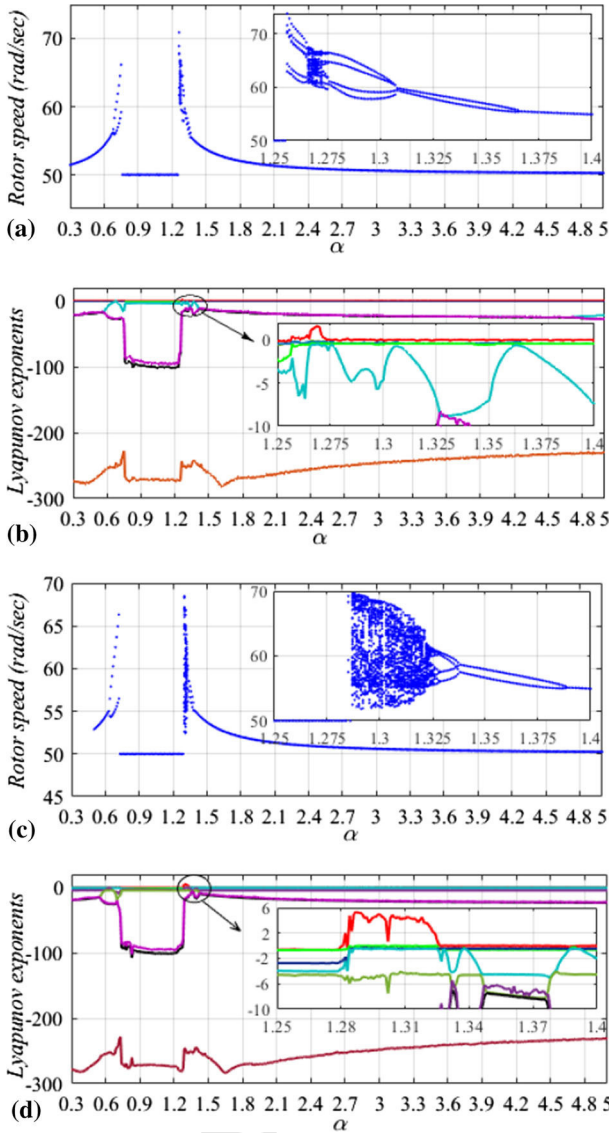 Rotor speed (rad/sec)
70
60
50
70
60
50
1.25 1.275 1.3 1.325 1.35 1.375 1.4
0.3 0.6 0.9 1.2 1.5 1.8 2.1 2.4 2.7 3 3.3 3.6 3.9 4.2 4.5 4.8 5
(a)
α
Lyapunov exponents
0
-100
-200
-300
0
-5
-10
1.25 1.275 1.3 1.325 1.35 1.375 1.4
0.3 0.6 0.9 1.2 1.5 1.8 2.1 2.4 2.7 3 3.3 3.6 3.9 4.2 4.5 4.8 5
(b)
α
Rotor speed (rad/sec)
70
65
60
55
50
45
70
60
50
1.25 1.275 1.3 1.325 1.35 1.375 1.4
0.3 0.6 0.9 1.2 1.5 1.8 2.1 2.4 2.7 3 3.3 3.6 3.9 4.2 4.5 4.8 5
(c)
α
Lyapunov exponents
0
-100
-200
-300
6
2
-2
-6
-10
1.25 1.28 1.31 1.34 1.37 1.4
0.3 0.6 0.9 1.2 1.5 1.8 2.1 2.4 2.7 3 3.3 3.6 3.9 4.2 4.5 4.8 5
(d)
α